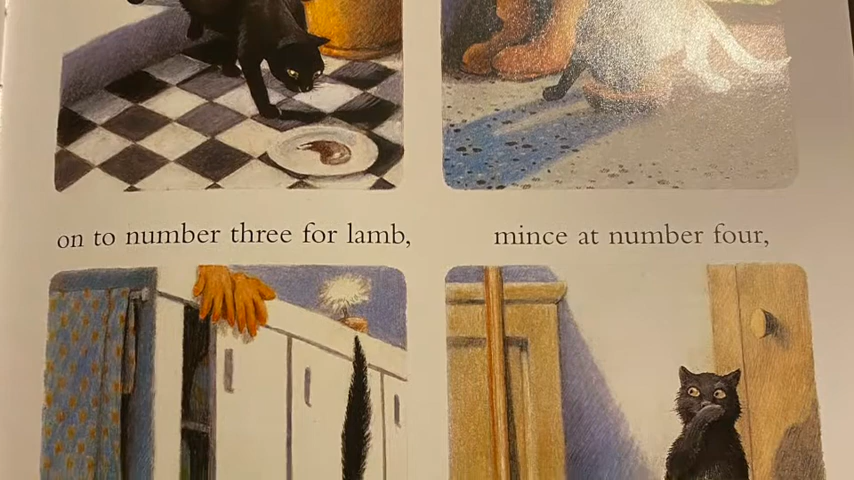 on to number three for lamb,
mince at number four,